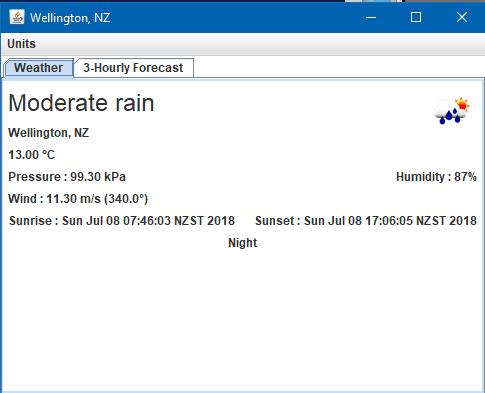 Wellington, NZ
Units
Weather 3-Hourly Forecast
Moderate rain
Wellington, NZ
13.00 °C
Pressure : 99.30 kPa Humidity : 87%
Wind : 11.30 m/s (340.0°)
Sunrise : Sun Jul 08 07:46:03 NZST 2018 Sunset : Sun Jul 08 17:06:05 NZST 2018
Night